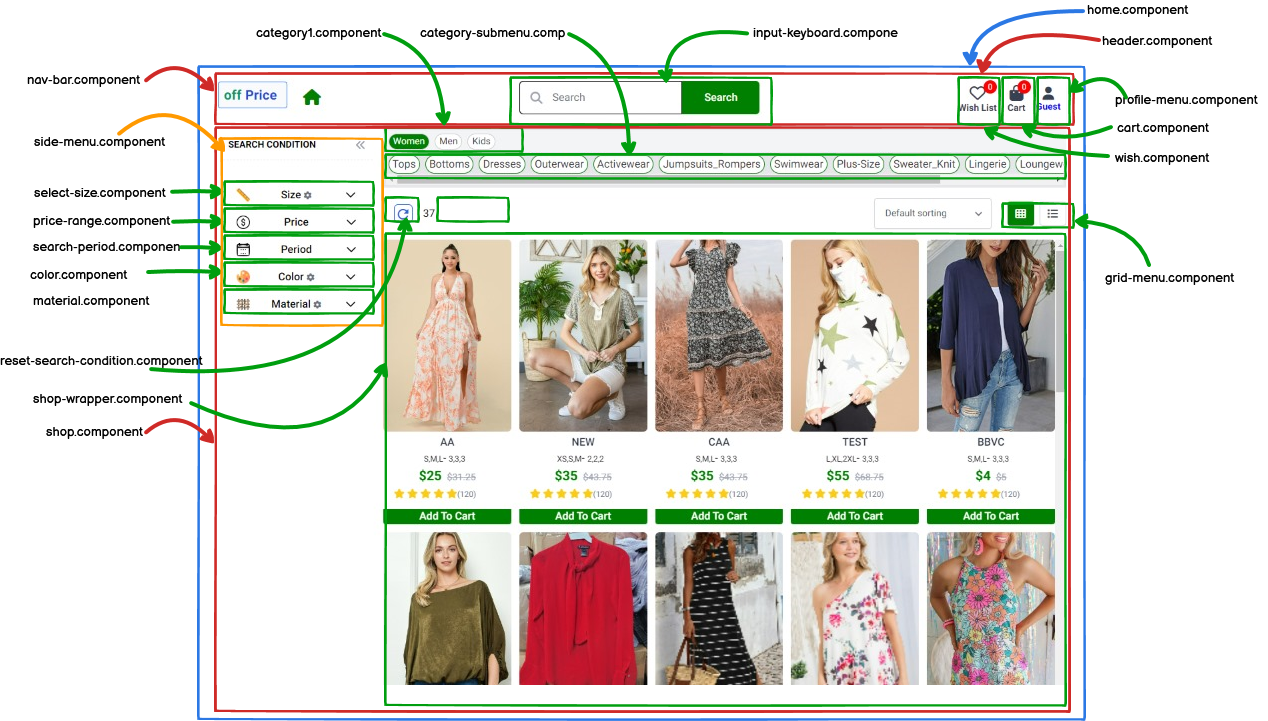 home.component
category1.component
category-submenu.comp
input-keyboard.compone
header.component
nav-bar.component
off Price
Search
Search
0
0
Wish List
Cart
Guest
profile-menu.component
cart.component
wish.component
side-menu.component
SEARCH CONDITION
Women
Men
Kids
Tops
Bottoms
Dresses
Outerwear
Activewear
Jumpsuits_Rompers
Swimwear
Plus-Size
Sweater_Knit
Lingerie
Loungew
select-size.component
price-range.component
search-period.componen
color.component
material.component
Size
Price
Period
Color
Material
37
Default sorting
grid-menu.component
reset-search-condition.component
shop-wrapper.component
shop.component
AA
NEW
CAA
TEST
BBVC
S,M,L- 3,3,3
XS,S,M- 2,2,2
S,M,L- 3,3,3
L,XL,2XL- 3,3,3
S,M,L- 3,3,3
$25 $31.25
$35 $43.75
$35 $43.75
$55 $68.75
$4 $5
(120)
(120)
(120)
(120)
(120)
Add To Cart
Add To Cart
Add To Cart
Add To Cart
Add To Cart